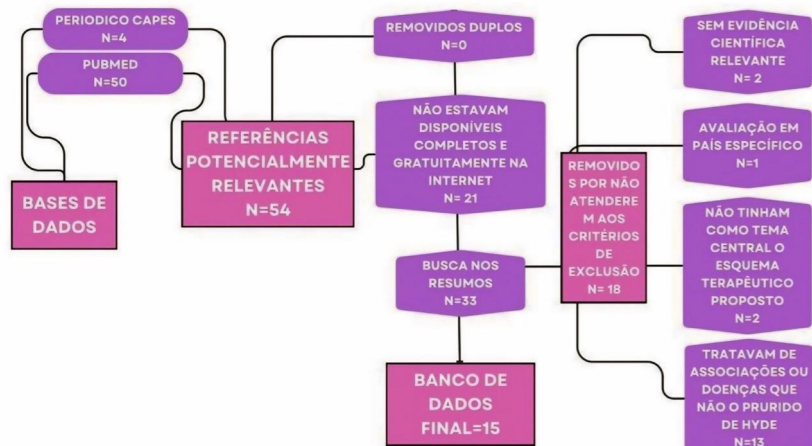 PERIODICO CAPES
N=4
PUBMED
N=50
BASES DE
DADOS
REFERÊNCIAS
POTENCIALMENTE
RELEVANTES
N=54
REMOVIDOS DUPLOS
N=0
NÃO ESTAVAM
DISPONÍVEIS
COMPLETOS E
GRATUITAMENTE NA
INTERNET
N= 21
BUSCA NOS
RESUMOS
N=33
BANCO DE
DADOS
FINAL=15
REMOVIDO
S POR NÃO
ATENDERE
M AOS
CRITÉRIOS
DE
EXCLUSÃO
N= 18
SEM EVIDÊNCIA
CIENTÍFICA
RELEVANTE
N= 2
AVALIAÇÃO EM
PAÍS ESPECÍFICO
N=1
NÃO TINHAM
COMO TEMA
CENTRAL O
ESQUEMA
TERAPÊUTICO
PROPOSTO
N=2
TRATAVAM DE
ASSOCIAÇÕES OU
DOENÇAS QUE
NÃO O PRURIDO
DE HYDE
N=13